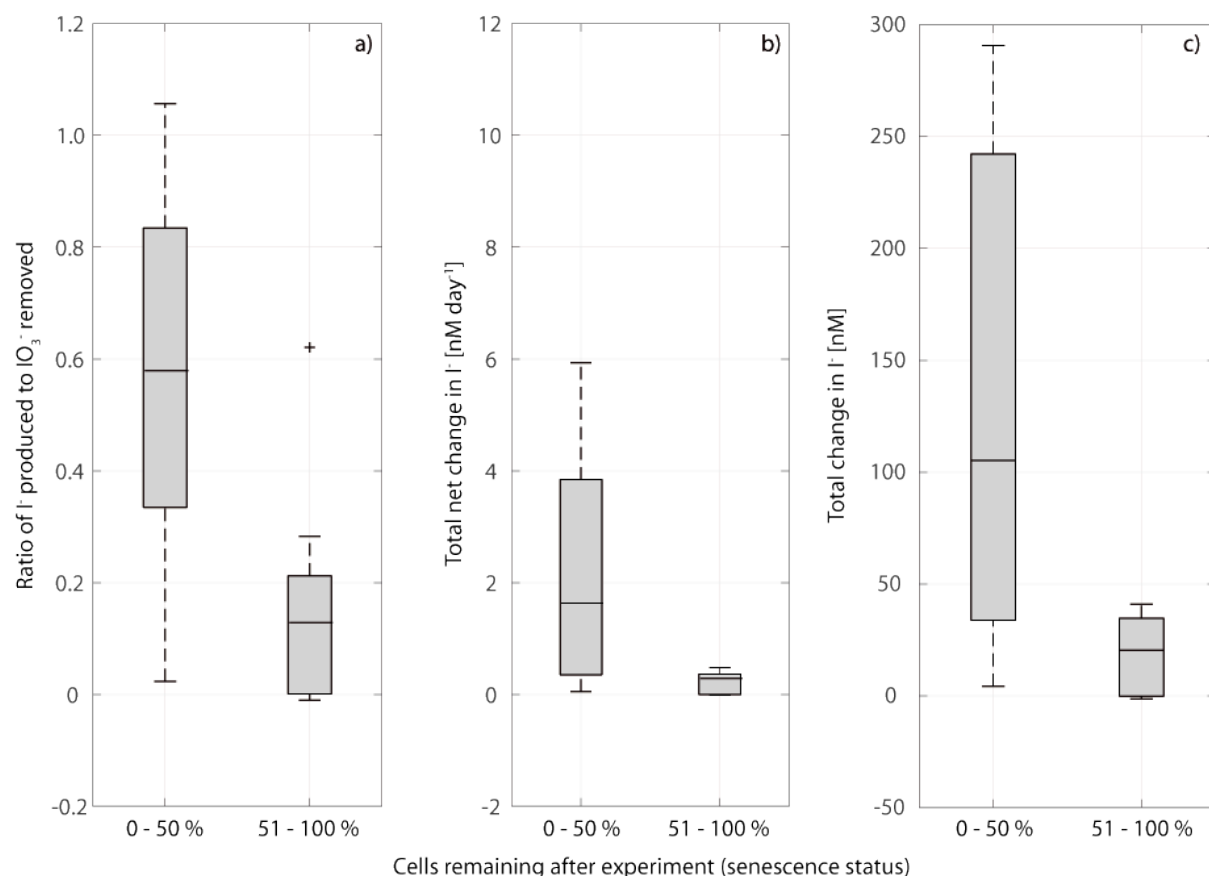 a)
1.2
1.0
0.8
0.6
0.4
0.2
0
-0.2
Ratio of I⁻ produced to IO₃⁻ removed
0 - 50 %
51 - 100 %
b)
12
10
8
6
4
2
0
-2
Total net change in I⁻ [nM day⁻¹]
0 - 50 %
51 - 100 %
c)
300
250
200
150
100
50
0
-50
Total change in I⁻ [nM]
0 - 50 %
51 - 100 %
Cells remaining after experiment (senescence status)